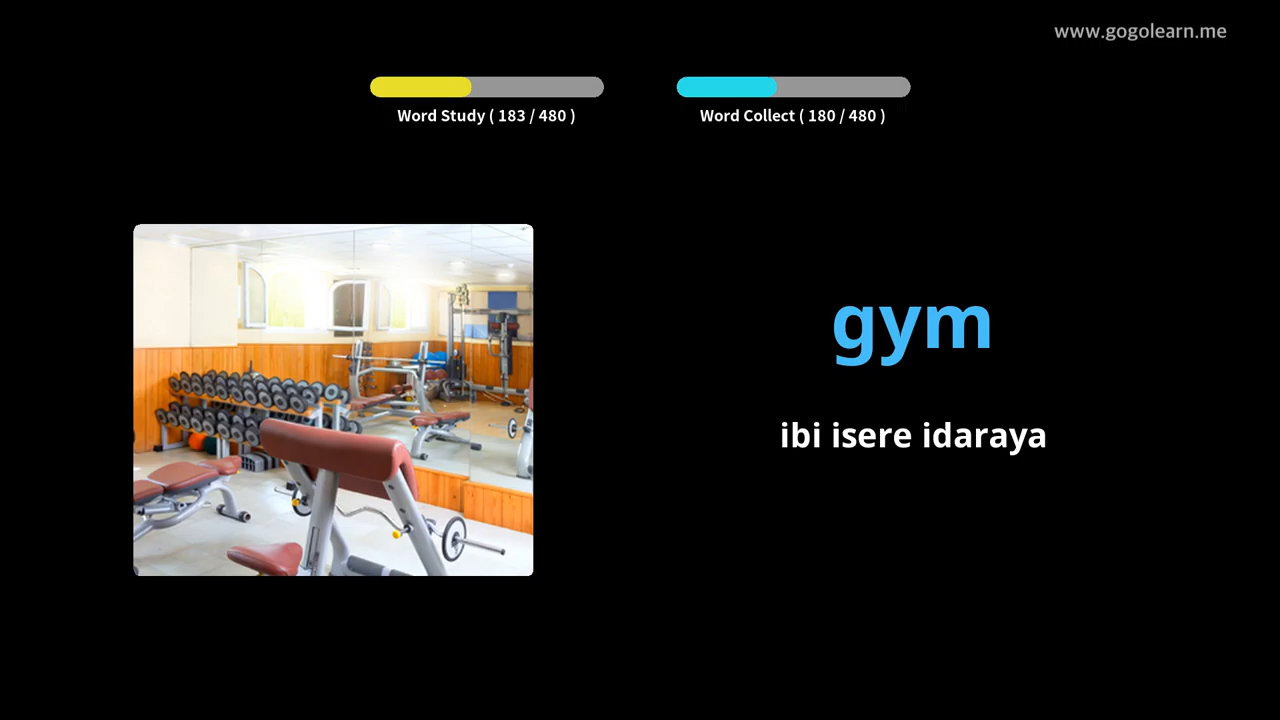 www.gogolearn.me
Word Study ( 183 / 480 )
Word Collect ( 180 / 480 )
gym
ibi isere idaraya